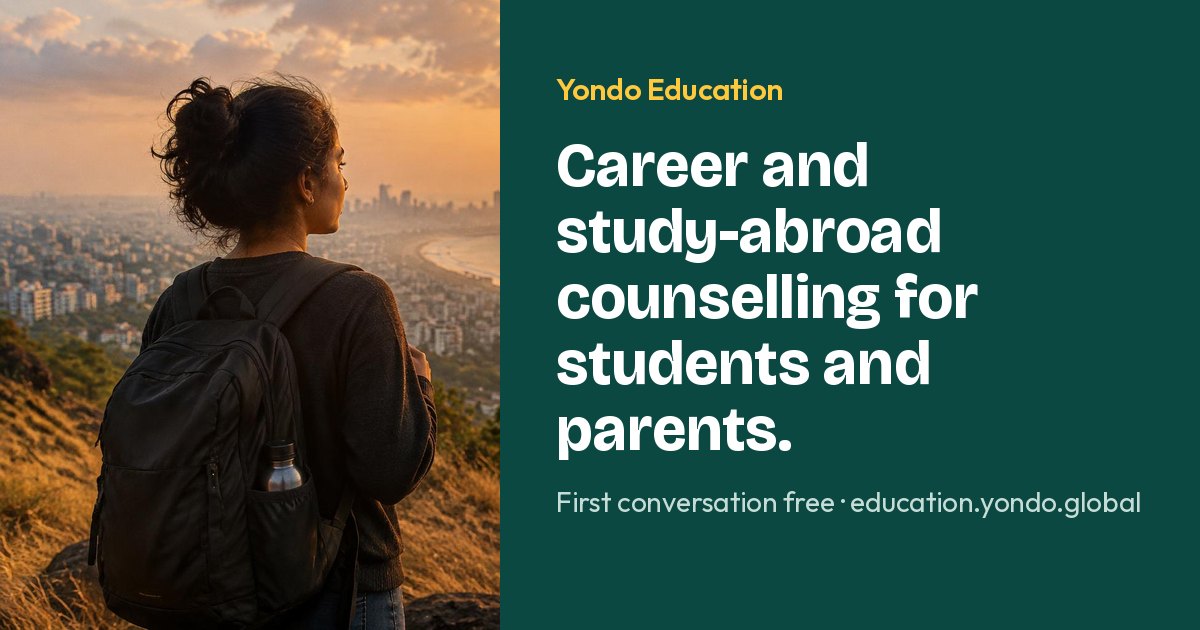 Yondo Education
Career and
study-abroad
counselling for
students and
parents.
First conversation free · education.yondo.global